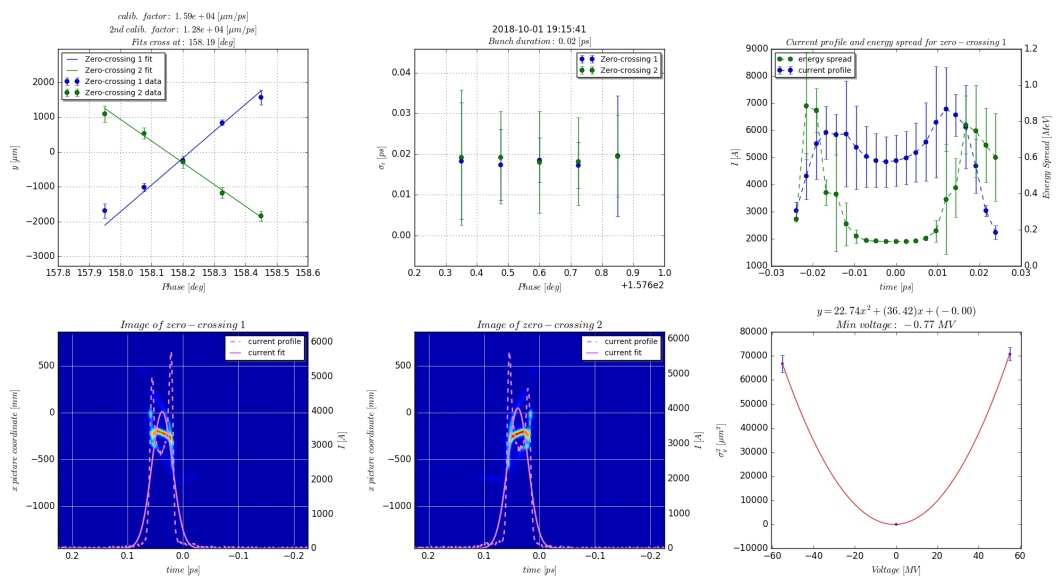 calib. factor: 1.59e+04 [μm/ps]
2nd calib. factor: 1.28e+04 [μm/ps]
Fits cross at: 158.19 [deg]
Zero-crossing 1 fit
Zero-crossing 2 fit
Zero-crossing 1 data
Zero-crossing 2 data
2000
1000
0
−1000
−2000
−3000
y [μm]
157.8 157.9 158.0 158.1 158.2 158.3 158.4 158.5 158.6
Phase [deg]
2018-10-01 19:15:41
Bunch duration: 0.02 [ps]
Zero-crossing 1
Zero-crossing 2
0.04
0.03
0.02
0.01
0.00
σt [ps]
0.2 0.3 0.4 0.5 0.6 0.7 0.8 0.9 1.0
+1.576e2
Phase [deg]
Current profile and energy spread for zero−crossing 1
energy spread
current profile
9000
8000
7000
6000
5000
4000
3000
2000
1000
I [A]
1.2
1.0
0.8
0.6
0.4
0.2
0.0
Energy Spread [MeV]
−0.03 −0.02 −0.01 0.00 0.01 0.02 0.03
time [ps]
Image of zero−crossing 1
current profile
current fit
500
0
−500
−1000
x picture coordinate [mm]
6000
5000
4000
3000
2000
1000
0
I [A]
0.2 0.1 0.0 −0.1 −0.2
time [ps]
Image of zero−crossing 2
current profile
current fit
500
0
−500
−1000
x picture coordinate [mm]
6000
5000
4000
3000
2000
1000
0
I [A]
0.2 0.1 0.0 −0.1 −0.2
time [ps]
y = 22.74x² + (36.42)x + (−0.00)
Min voltage: −0.77 MV
80000
70000
60000
50000
40000
30000
20000
10000
0
−10000
σy² [μm²]
−60 −40 −20 0 20 40 60
Voltage [MV]